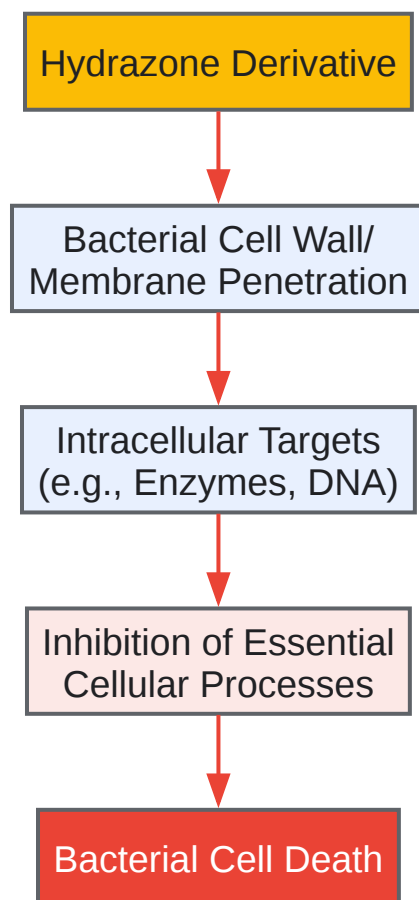 Hydrazone Derivative
Bacterial Cell Wall/
Membrane Penetration
Intracellular Targets
(e.g., Enzymes, DNA)
Inhibition of Essential
Cellular Processes
Bacterial Cell Death